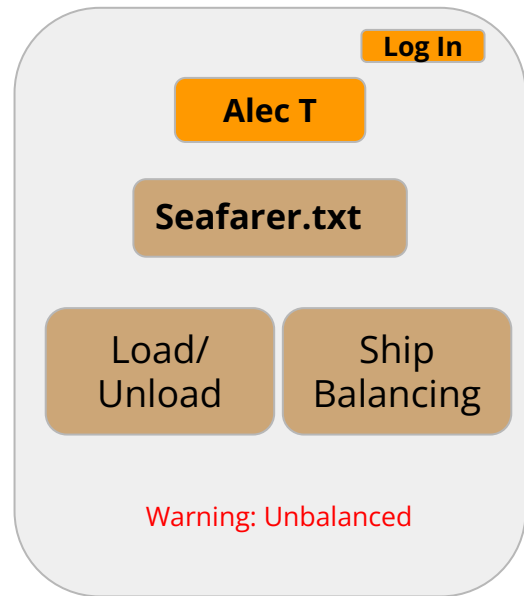 Log In
Alec T
Seafarer.txt
Load/
Unload
Ship
Balancing
Warning: Unbalanced